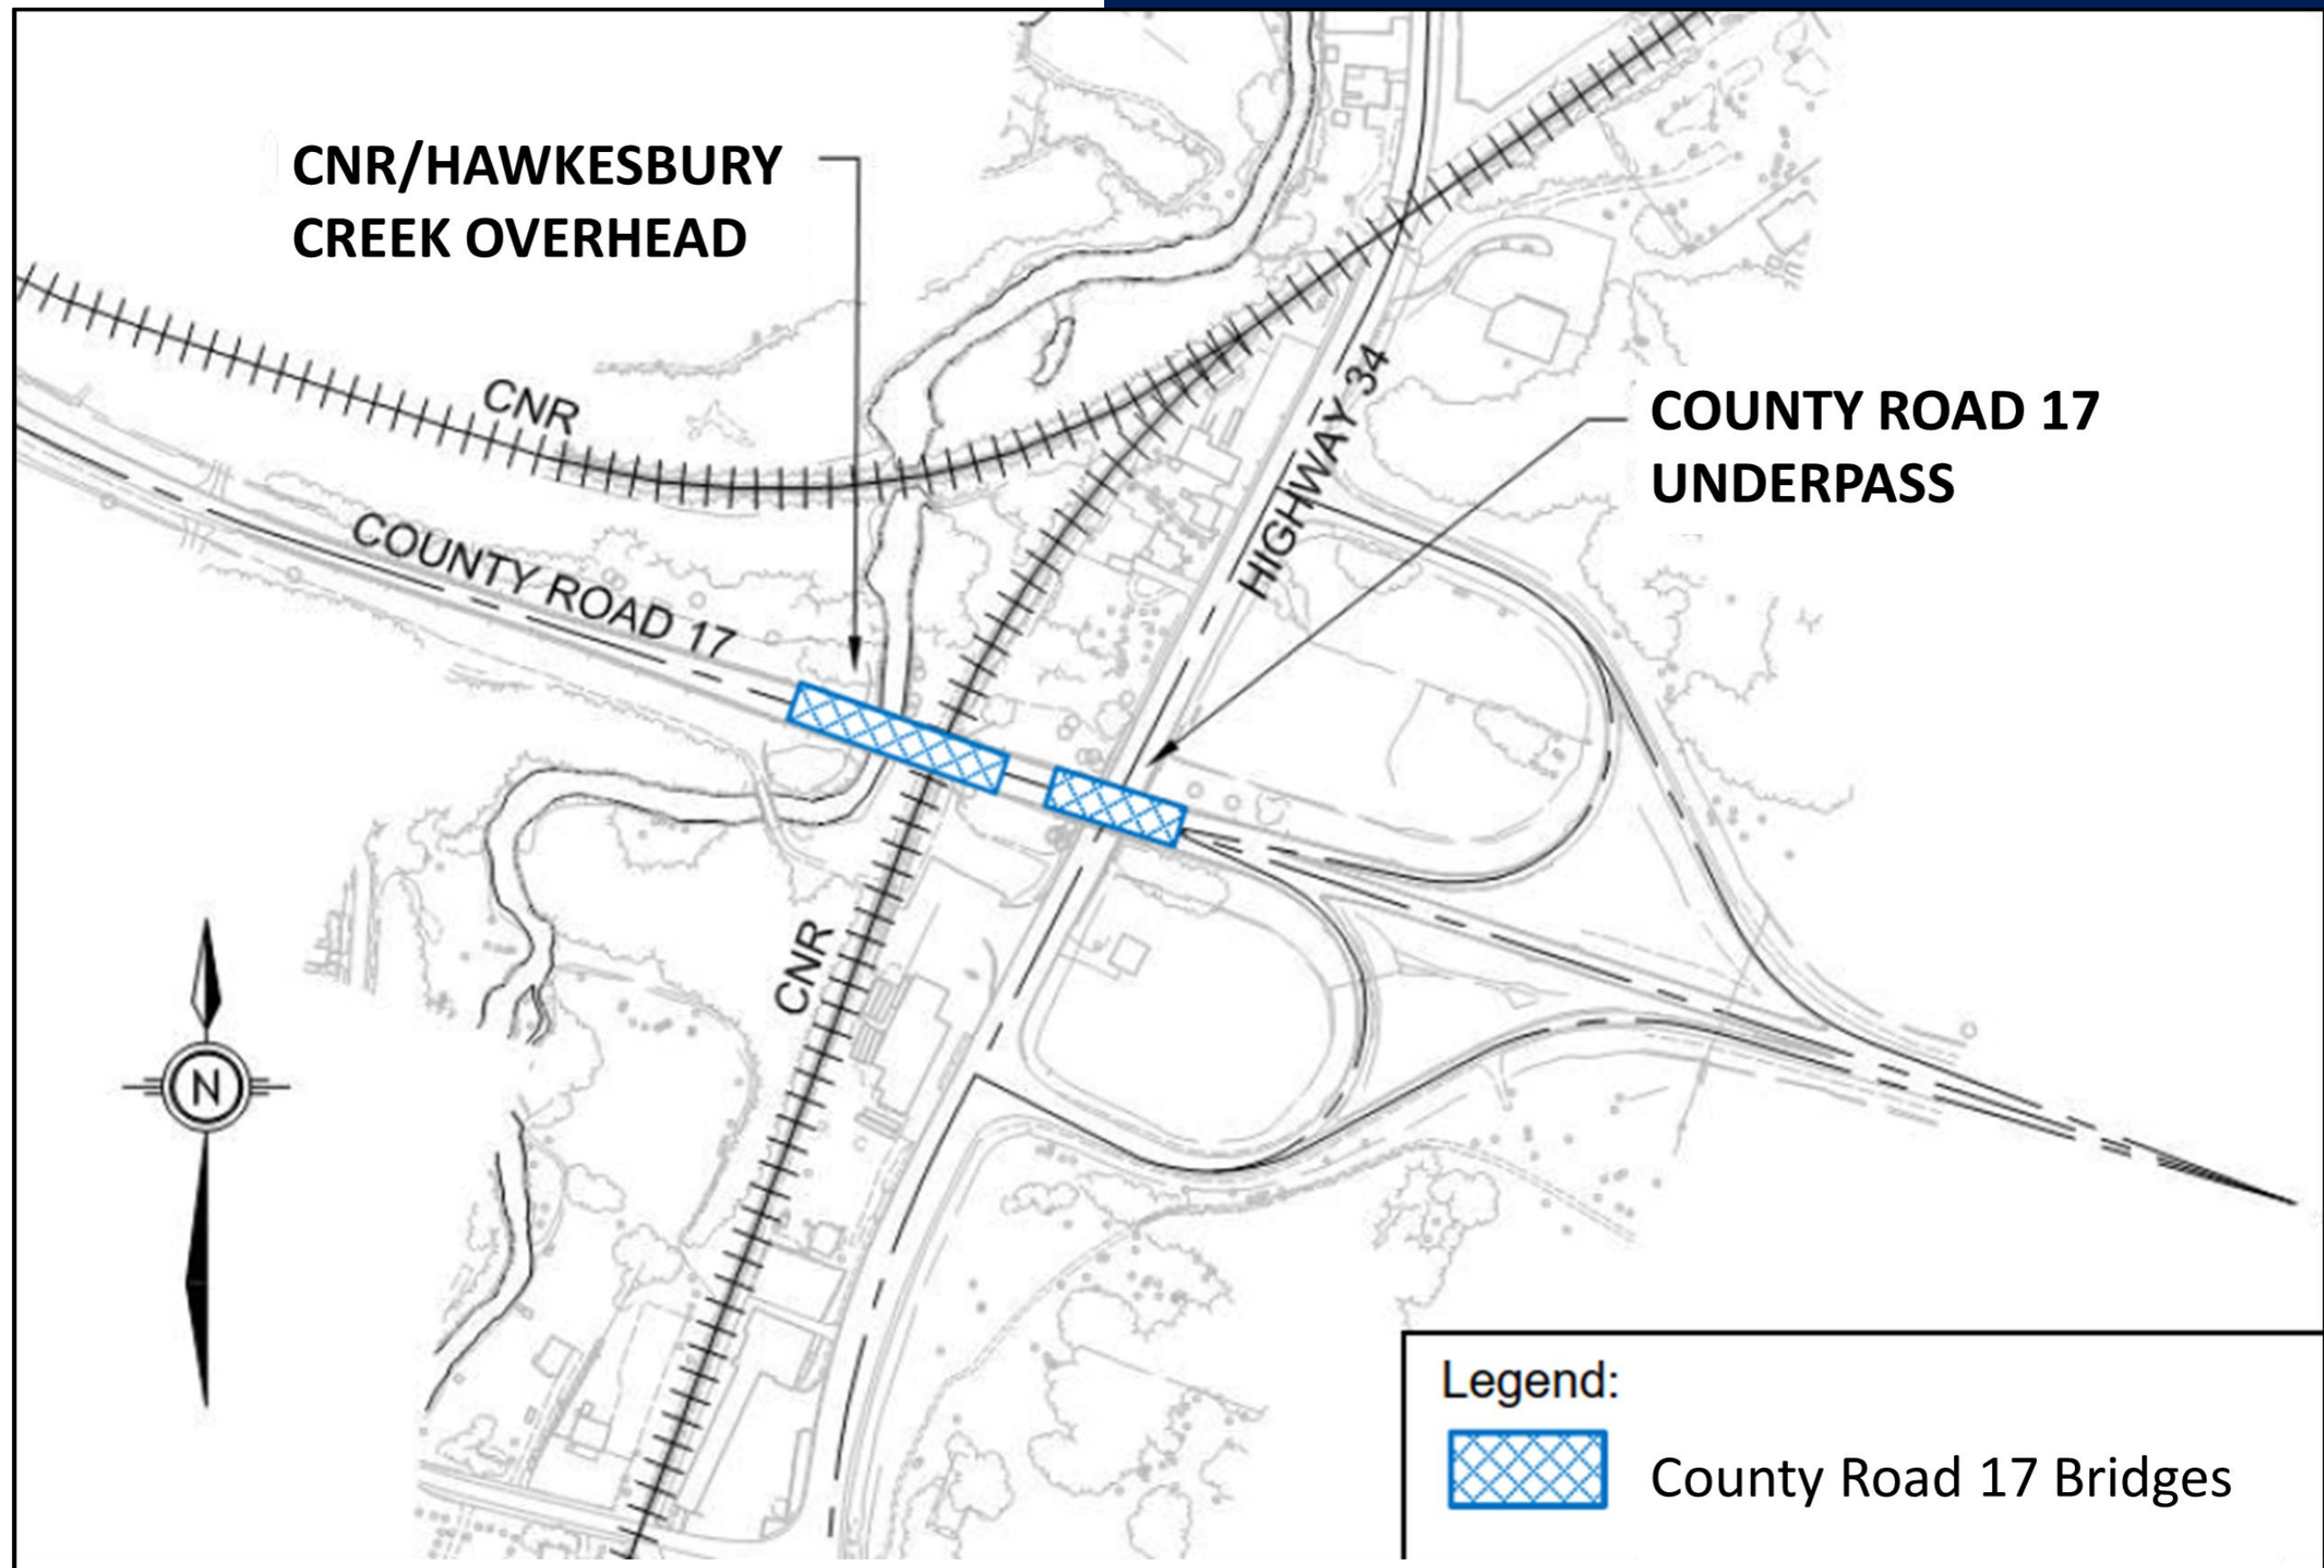 CNR/HAWKESBURY
CREEK OVERHEAD
CNR
COUNTY ROAD 17
HIGHWAY 34
COUNTY ROAD 17
UNDERPASS
CNR
N
Legend:
County Road 17 Bridges